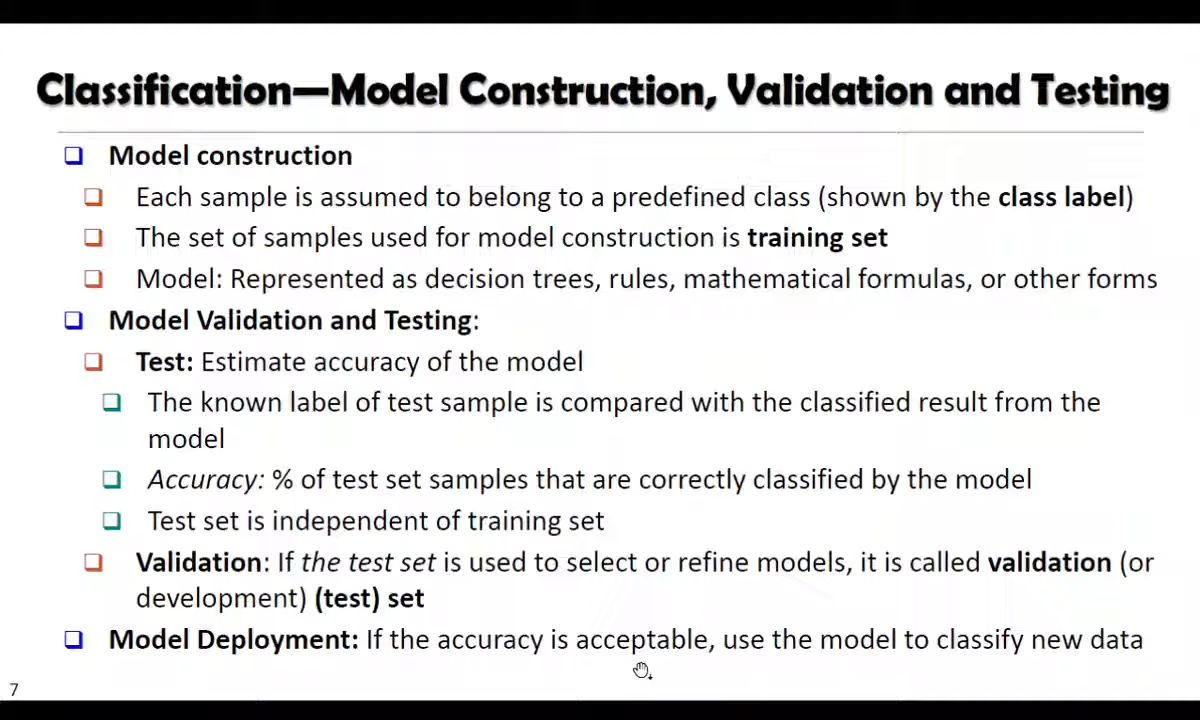 Classification—Model Construction, Validation and Testing
Model construction
Each sample is assumed to belong to a predefined class (shown by the class label)
The set of samples used for model construction is training set
Model: Represented as decision trees, rules, mathematical formulas, or other forms
Model Validation and Testing:
Test: Estimate accuracy of the model
The known label of test sample is compared with the classified result from the
model
Accuracy: % of test set samples that are correctly classified by the model
Test set is independent of training set
Validation: If the test set is used to select or refine models, it is called validation (or
development) (test) set
Model Deployment: If the accuracy is acceptable, use the model to classify new data
7